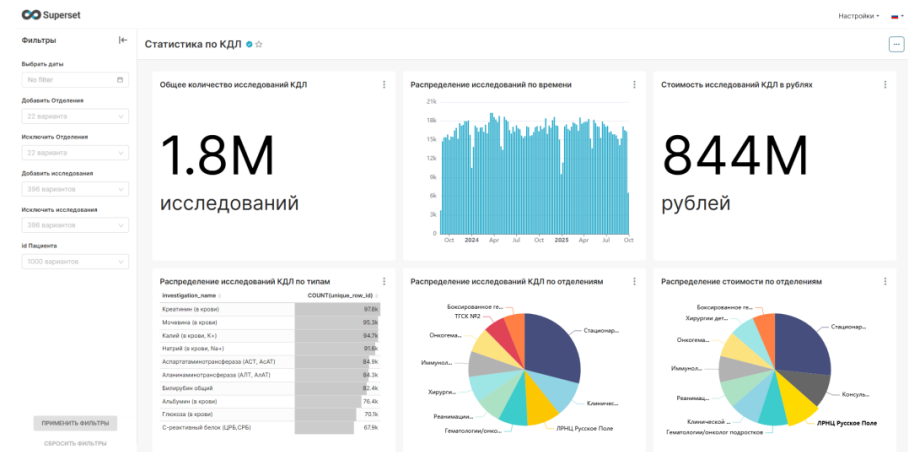 Superset
Настройки
Фильтры
Статистика по КДЛ
Выбрать даты
No filter
Добавить Отделения
22 варианта
Исключить Отделения
22 варианта
Добавить исследования
396 вариантов
Исключить исследования
396 вариантов
id Пациента
1000 вариантов
ПРИМЕНИТЬ ФИЛЬТРЫ
СБРОСИТЬ ФИЛЬТРЫ
Общее количество исследований КДЛ
1.8M
исследований
Распределение исследований по времени
21k
18k
15k
12k
9k
6k
3k
0
Oct 2024 Apr Jul Oct 2025 Apr Jul Oct
Стоимость исследований КДЛ в рублях
844M
рублей
Распределение исследований КДЛ по типам
investigation_name COUNT(unique_row_id)
Креатинин (в крови) 97.8k
Мочевина (в крови) 95.3k
Калий (в крови, K+) 94.7k
Натрий (в крови, Na+) 91.6k
Аспартатаминотрансфераза (АСТ, АсАТ) 84.9k
Аланинаминотрансфераза (АЛТ, АлАТ) 84.3k
Билирубин общий 82.4k
Альбумин (в крови) 76.4k
Глюкоза (в крови) 70.1k
С-реактивный белок (ЦРБ,СРБ) 67.9k
Распределение исследований КДЛ по отделениям
Боксированное ге...
ТГСК №2
Онкогема...
Иммунол...
Хирурги...
Реанимации...
Гематологии/онко...
Стационар...
Клиничес...
ЛРНЦ Русское Поле
Распределение стоимости по отделениям
Боксированное ге...
Хирургии дет...
Онкогема...
Иммунол...
Реанимац...
Клинической ...
Гематологии/онколог подростков
Стационар...
Консуль...
ЛРНЦ Русское Поле